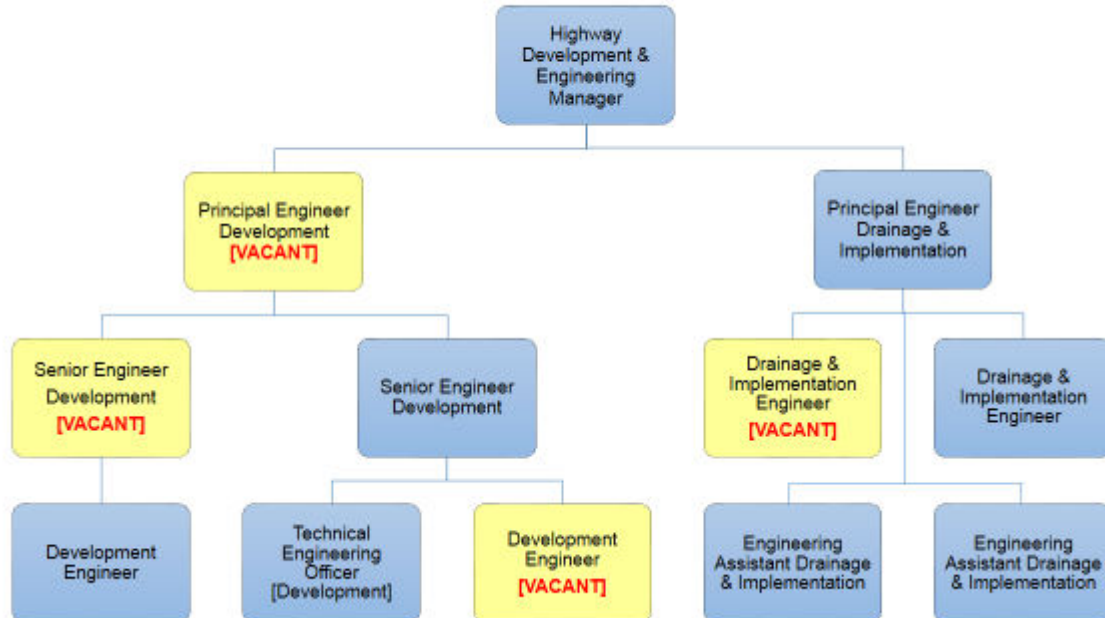 Highway
Development &
Engineering
Manager
Principal Engineer
Development
[VACANT]
Principal Engineer
Drainage &
Implementation
Senior Engineer
Development
[VACANT]
Senior Engineer
Development
Drainage &
Implementation
Engineer
[VACANT]
Drainage &
Implementation
Engineer
Development
Engineer
Technical
Engineering
Officer
[Development]
Development
Engineer
[VACANT]
Engineering
Assistant Drainage
& Implementation
Engineering
Assistant Drainage
& Implementation